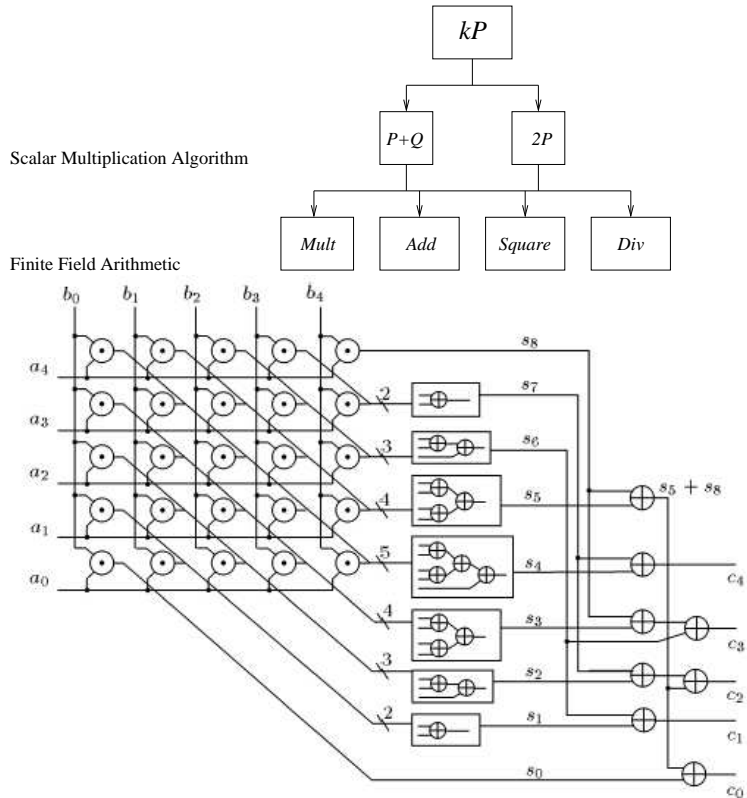 kP
P+Q 2P
Scalar Multiplication Algorithm
Mult Add Square Div
Finite Field Arithmetic
b₀ b₁ b₂ b₃ b₄
s₈
a₄
s₇
2
a₃
s₆
3
a₂
s₅ s₅ + s₈
4
a₁
5
s₄
a₀
c₄
4
s₃
c₃
3
s₂
c₂
2
s₁
c₁
s₀
c₀